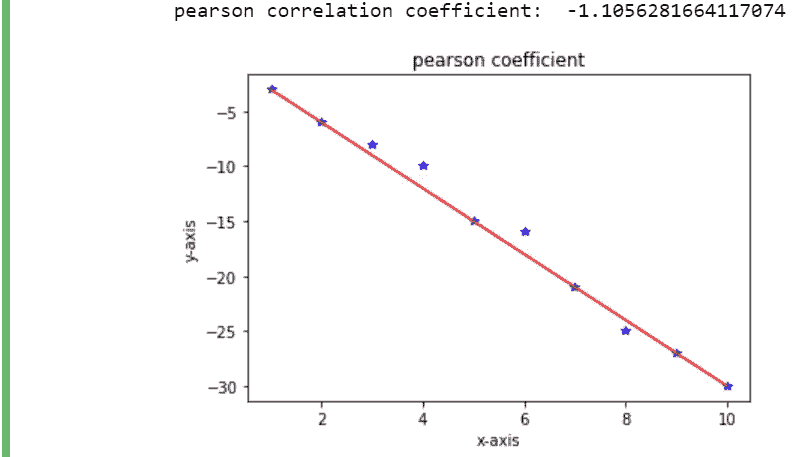 pearson correlation coefficient:  -1.1056281664117074
pearson coefficient
−5
−10
−15
−20
−25
−30
y-axis
2
4
6
8
10
x-axis